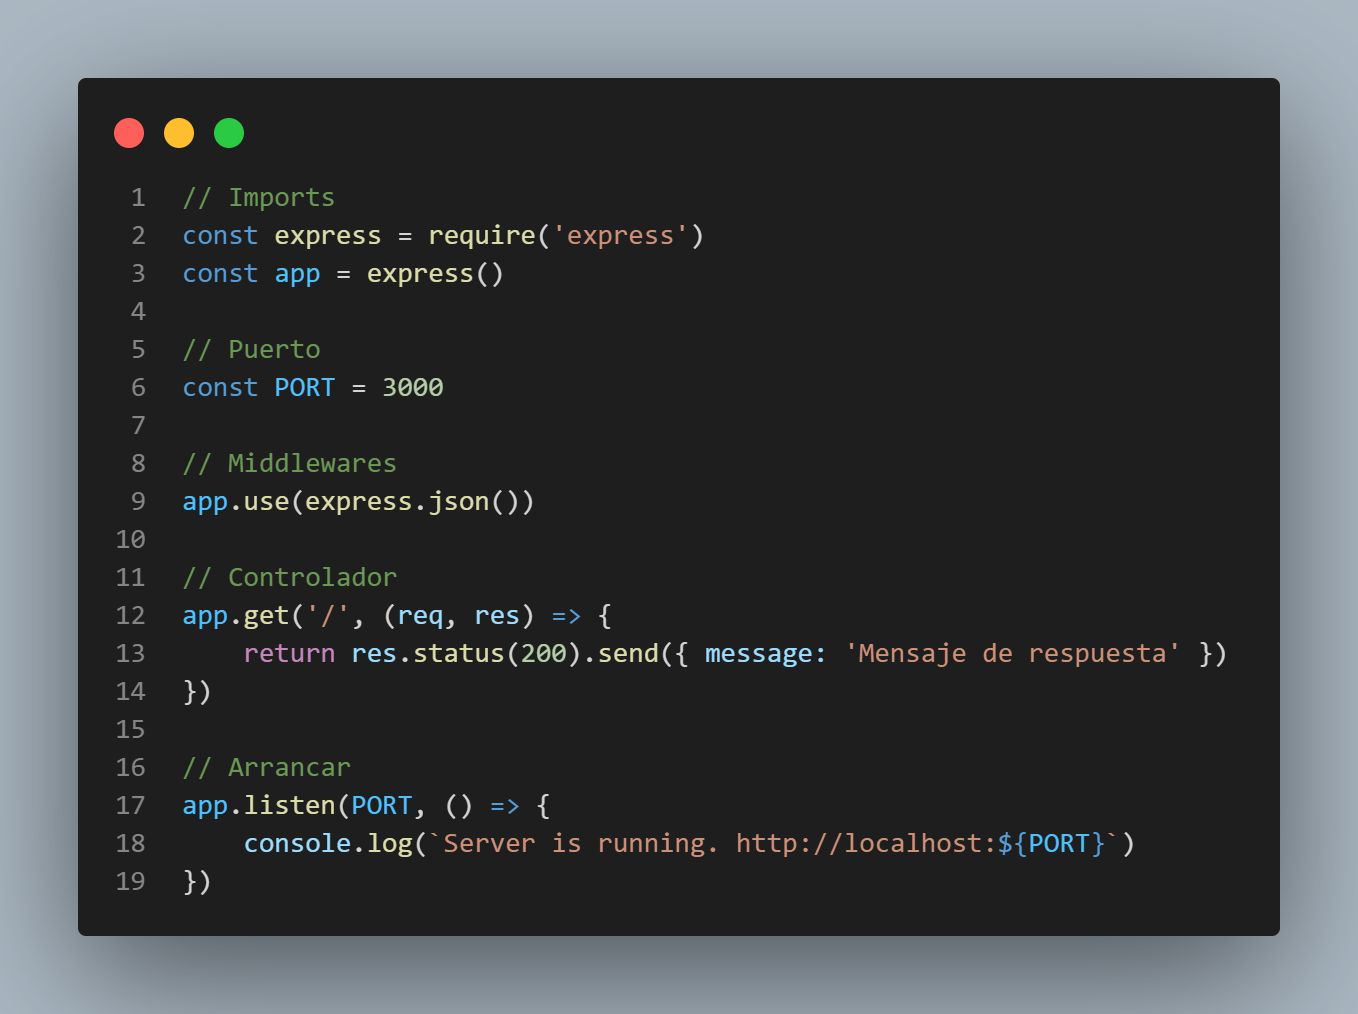 1 // Imports
2 const express = require('express')
3 const app = express()
4
5 // Puerto
6 const PORT = 3000
7
8 // Middlewares
9 app.use(express.json())
10
11 // Controlador
12 app.get('/', (req, res) => {
13     return res.status(200).send({ message: 'Mensaje de respuesta' })
14 })
15
16 // Arrancar
17 app.listen(PORT, () => {
18     console.log(`Server is running. http://localhost:${PORT}`)
19 })